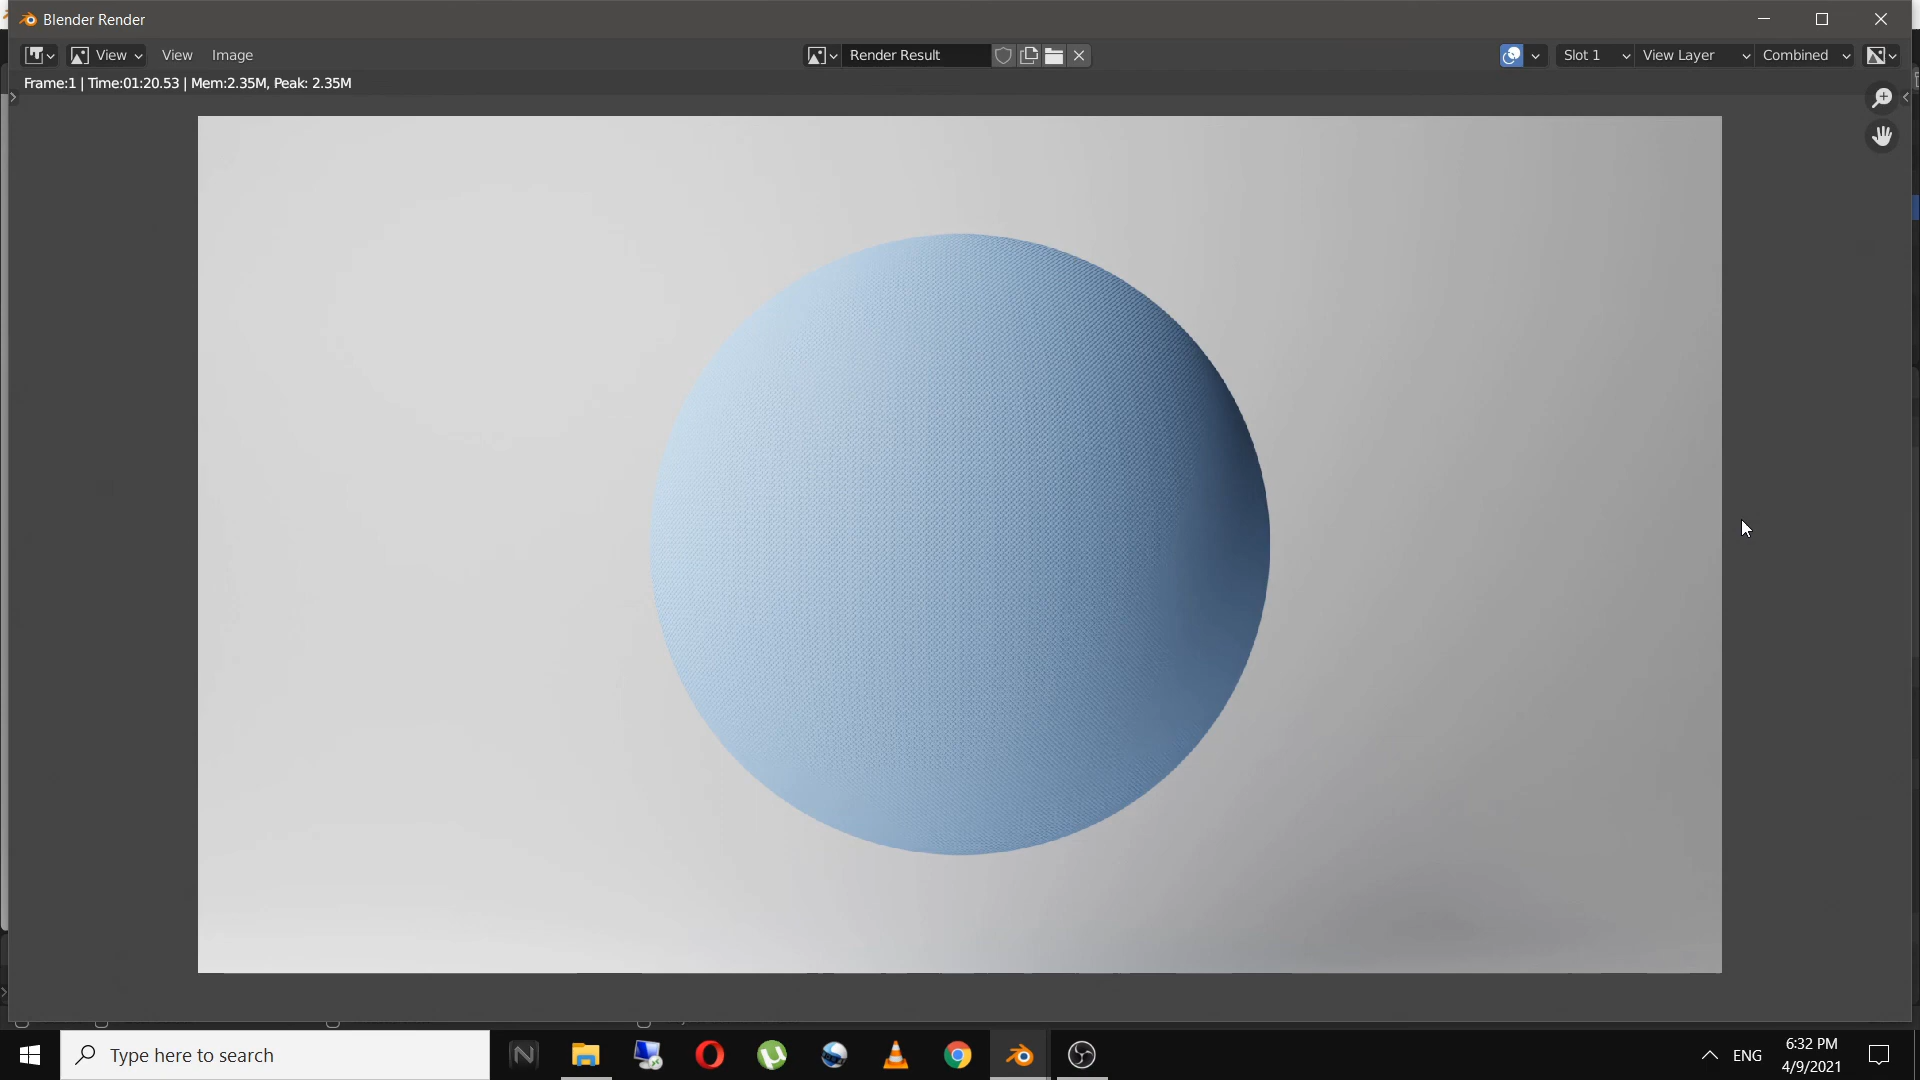 Blender Render
View
View
Image
Render Result
Slot 1
View Layer
Combined
Frame:1 | Time:01:20.53 | Mem:2.35M, Peak: 2.35M
Type here to search
ENG
6:32 PM
4/9/2021